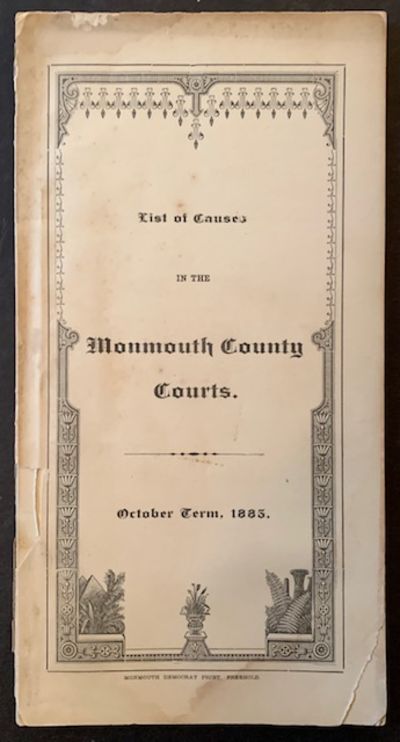 List of Causes
IN THE
Monmouth County
Courts.
October Term, 1885.
MONMOUTH DEMOCRAT PRINT, FREEHOLD.